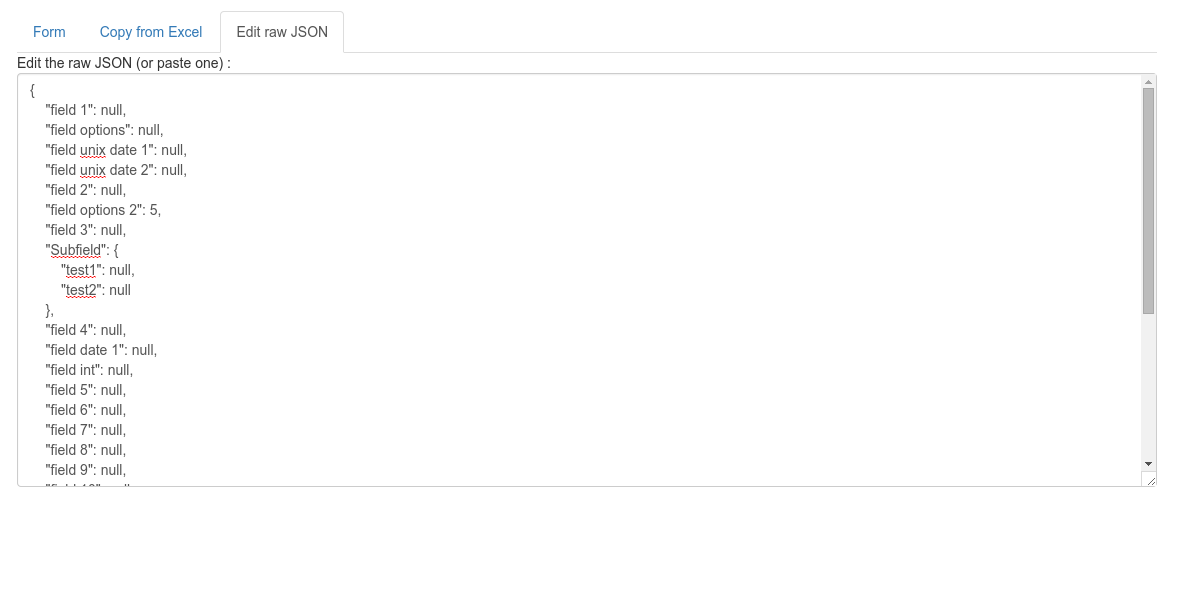 Form Copy from Excel Edit raw JSON
Edit the raw JSON (or paste one) :
{
"field 1": null,
"field options": null,
"field unix date 1": null,
"field unix date 2": null,
"field 2": null,
"field options 2": 5,
"field 3": null,
"Subfield": {
"test1": null,
"test2": null
},
"field 4": null,
"field date 1": null,
"field int": null,
"field 5": null,
"field 6": null,
"field 7": null,
"field 8": null,
"field 9": null,